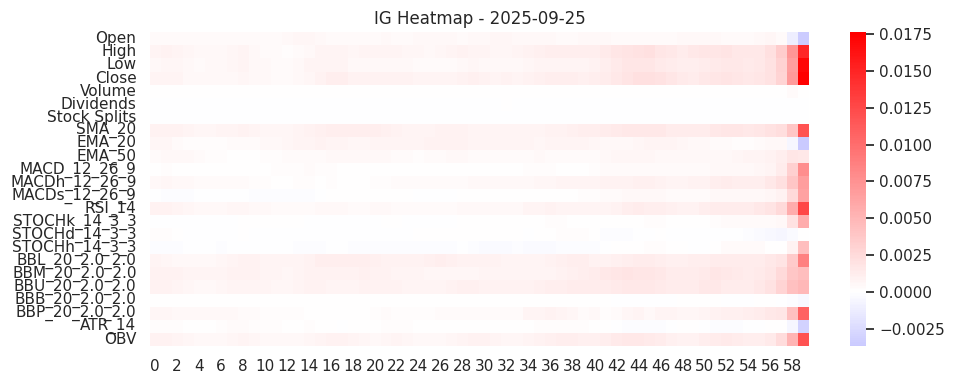 IG Heatmap - 2025-09-25
Open
High
Low
Close
Volume
Dividends
Stock Splits
SMA_20
EMA_20
EMA_50
MACD_12_26_9
MACDh_12_26_9
MACDs_12_26_9
RSI_14
STOCHk_14_3_3
STOCHd_14_3_3
STOCHh_14_3_3
BBL_20_2.0_2.0
BBM_20_2.0_2.0
BBU_20_2.0_2.0
BBB_20_2.0_2.0
BBP_20_2.0_2.0
ATR_14
OBV
0 2 4 6 8 10 12 14 16 18 20 22 24 26 28 30 32 34 36 38 40 42 44 46 48 50 52 54 56 58
0.0175
0.0150
0.0125
0.0100
0.0075
0.0050
0.0025
0.0000
−0.0025